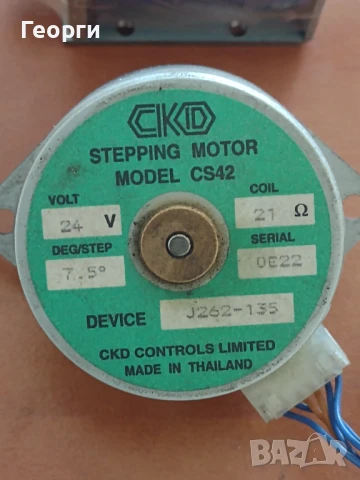 Георги
CKD
STEPPING MOTOR
MODEL CS42
VOLT
24 V
COIL
21 Ω
DEG/STEP
7.5°
SERIAL
0E22
DEVICE J262-135
CKD CONTROLS LIMITED
MADE IN THAILAND
BAZAR